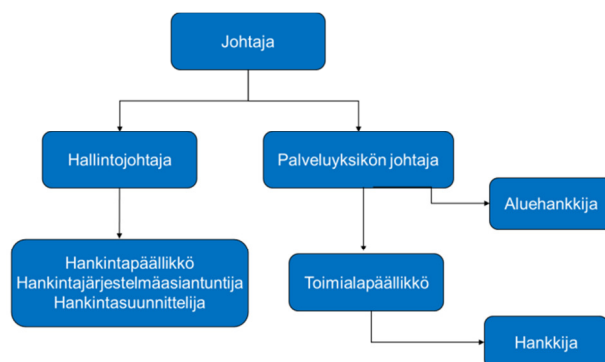 Johtaja
Hallintojohtaja
Palveluyksikön johtaja
Aluehankkija
Hankintapäällikkö
Hankintajärjestelmäasiantuntija
Hankintasuunnittelija
Toimialapäällikkö
Hankkija